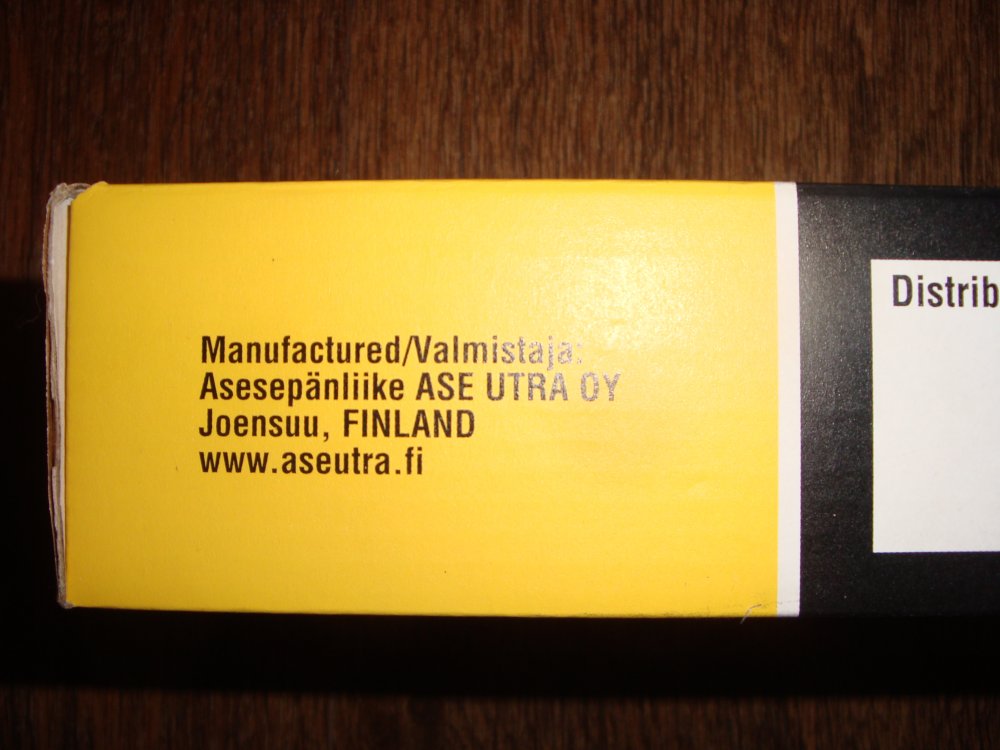 Manufactured/Valmistaja:
Asesepänliike ASE UTRA OY
Joensuu, FINLAND
www.aseutra.fi
Distrib